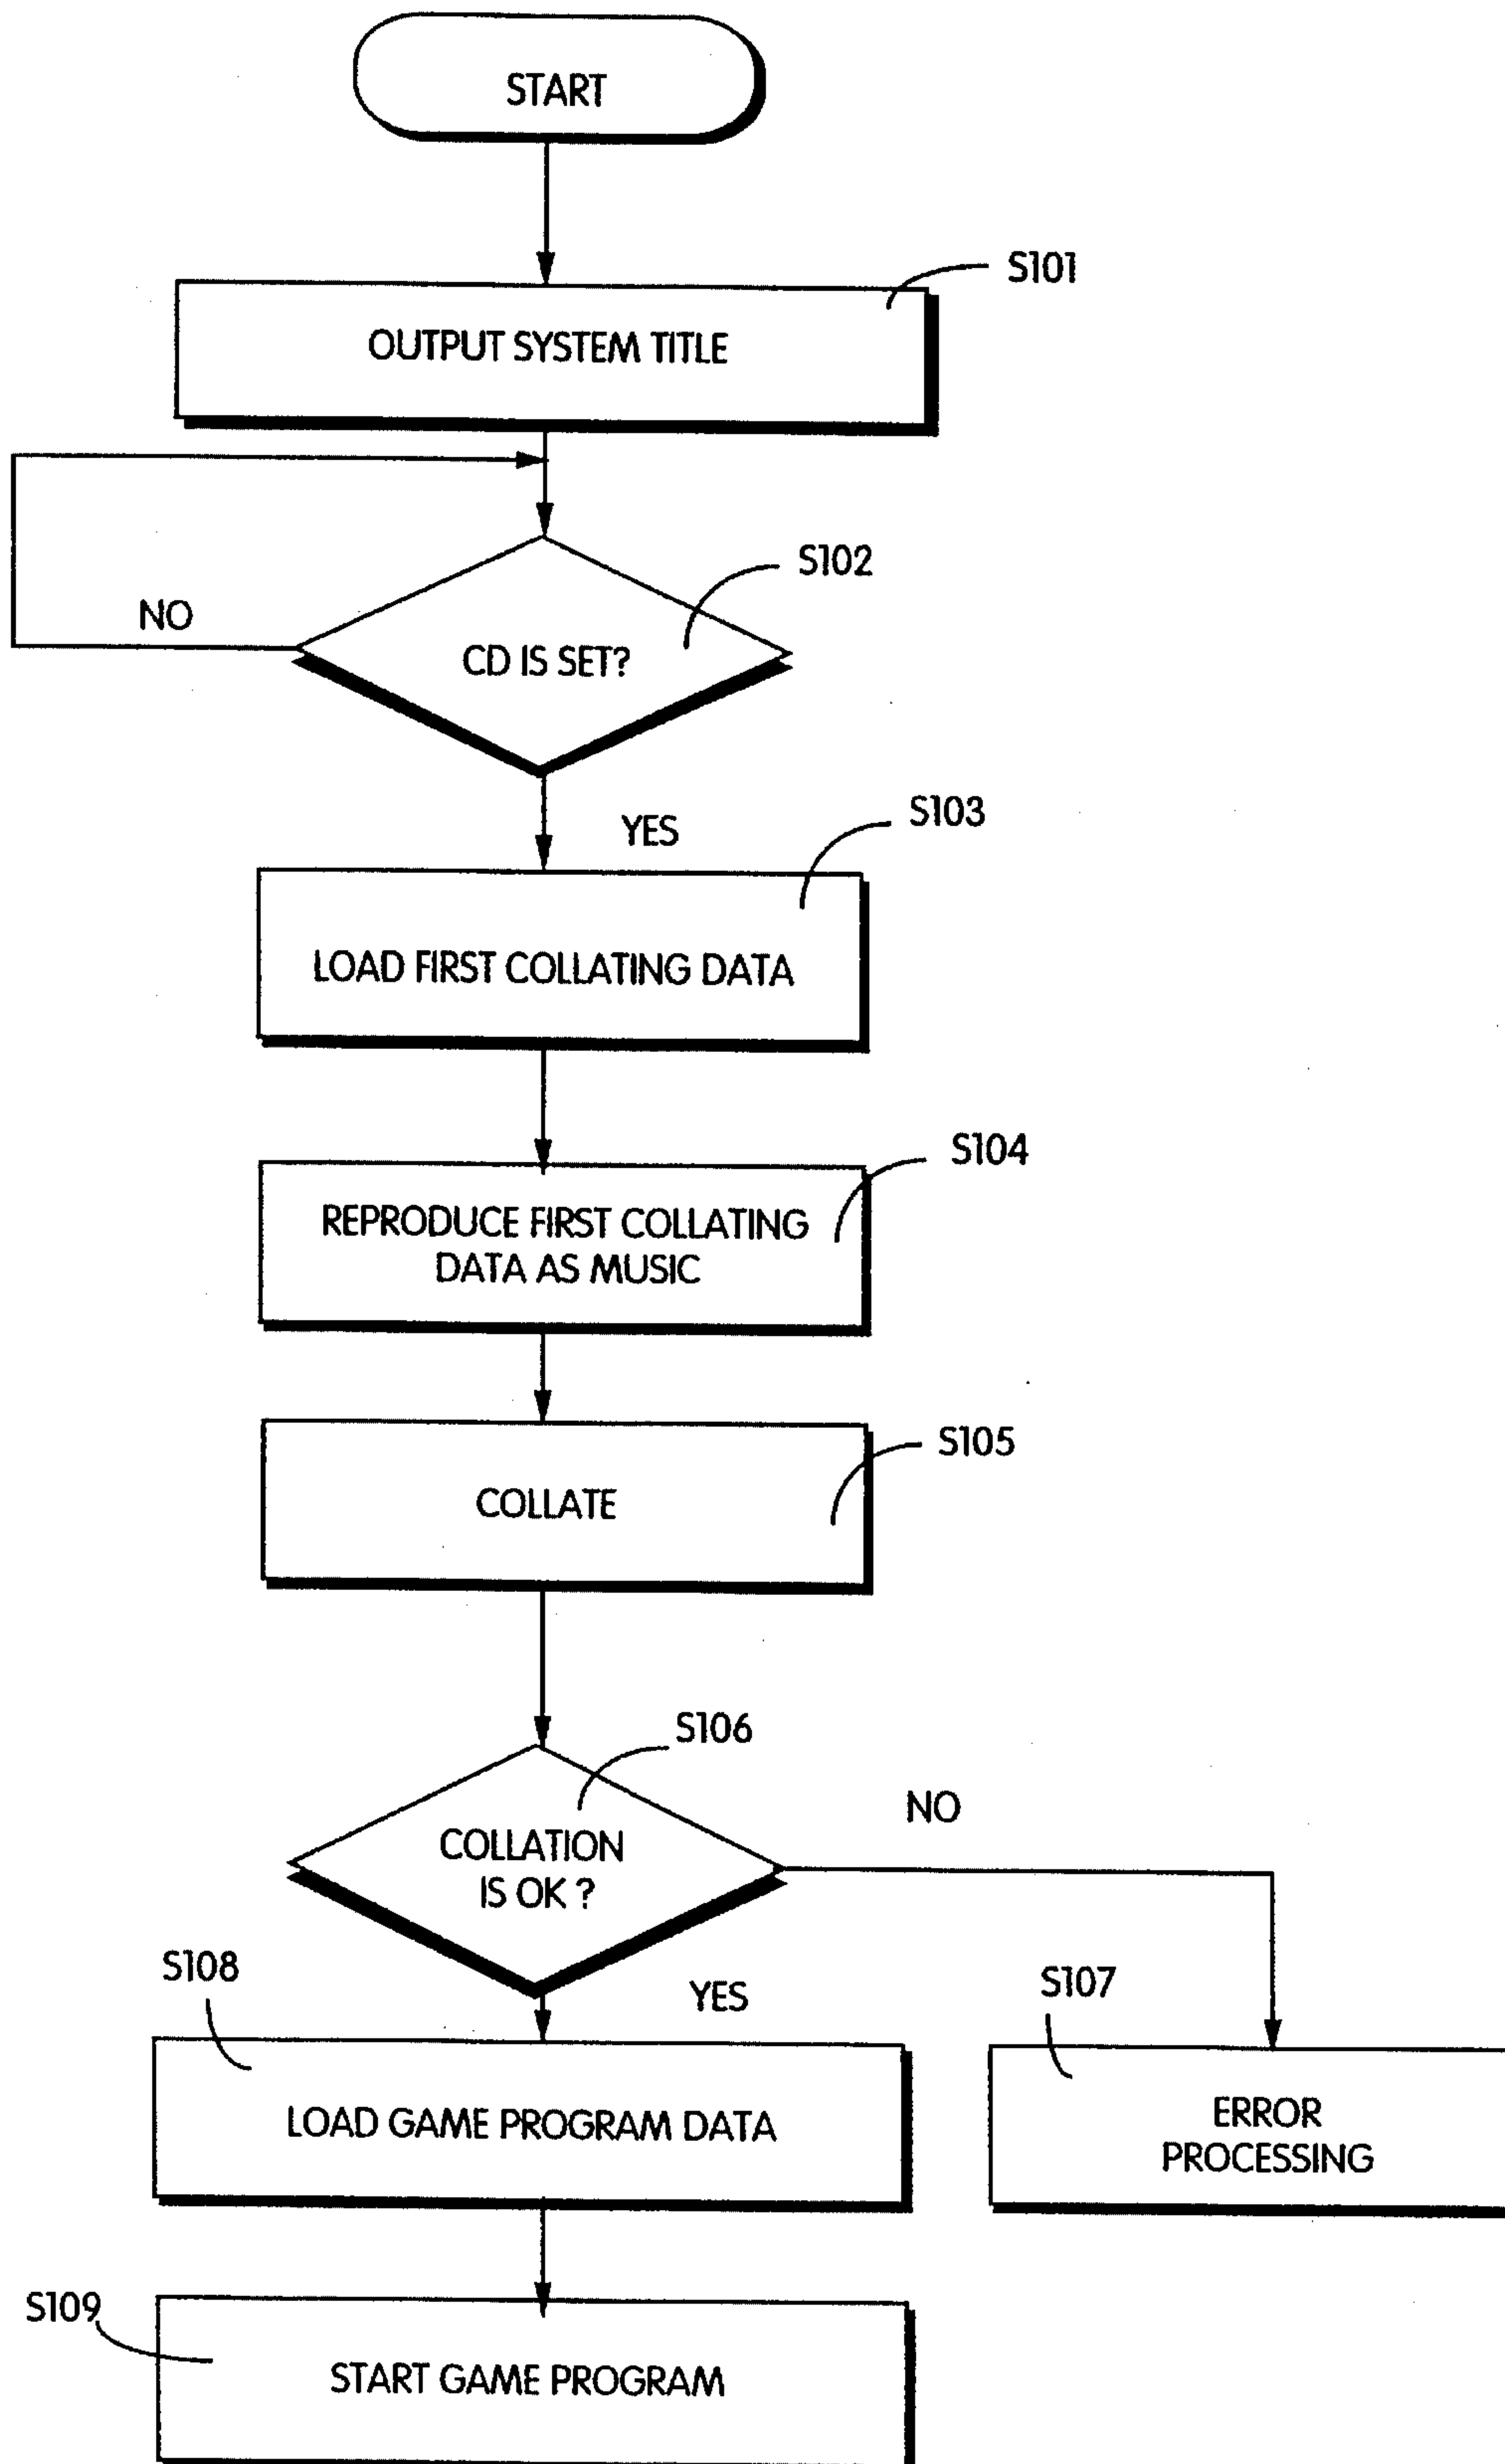 START
S101
OUTPUT SYSTEM TITLE
S102
NO
CD IS SET?
YES
S103
LOAD FIRST COLLATING DATA
S104
REPRODUCE FIRST COLLATING
DATA AS MUSIC
S105
COLLATE
S106
NO
COLLATION
IS OK ?
S108
YES
S107
LOAD GAME PROGRAM DATA
ERROR
PROCESSING
S109
START GAME PROGRAM